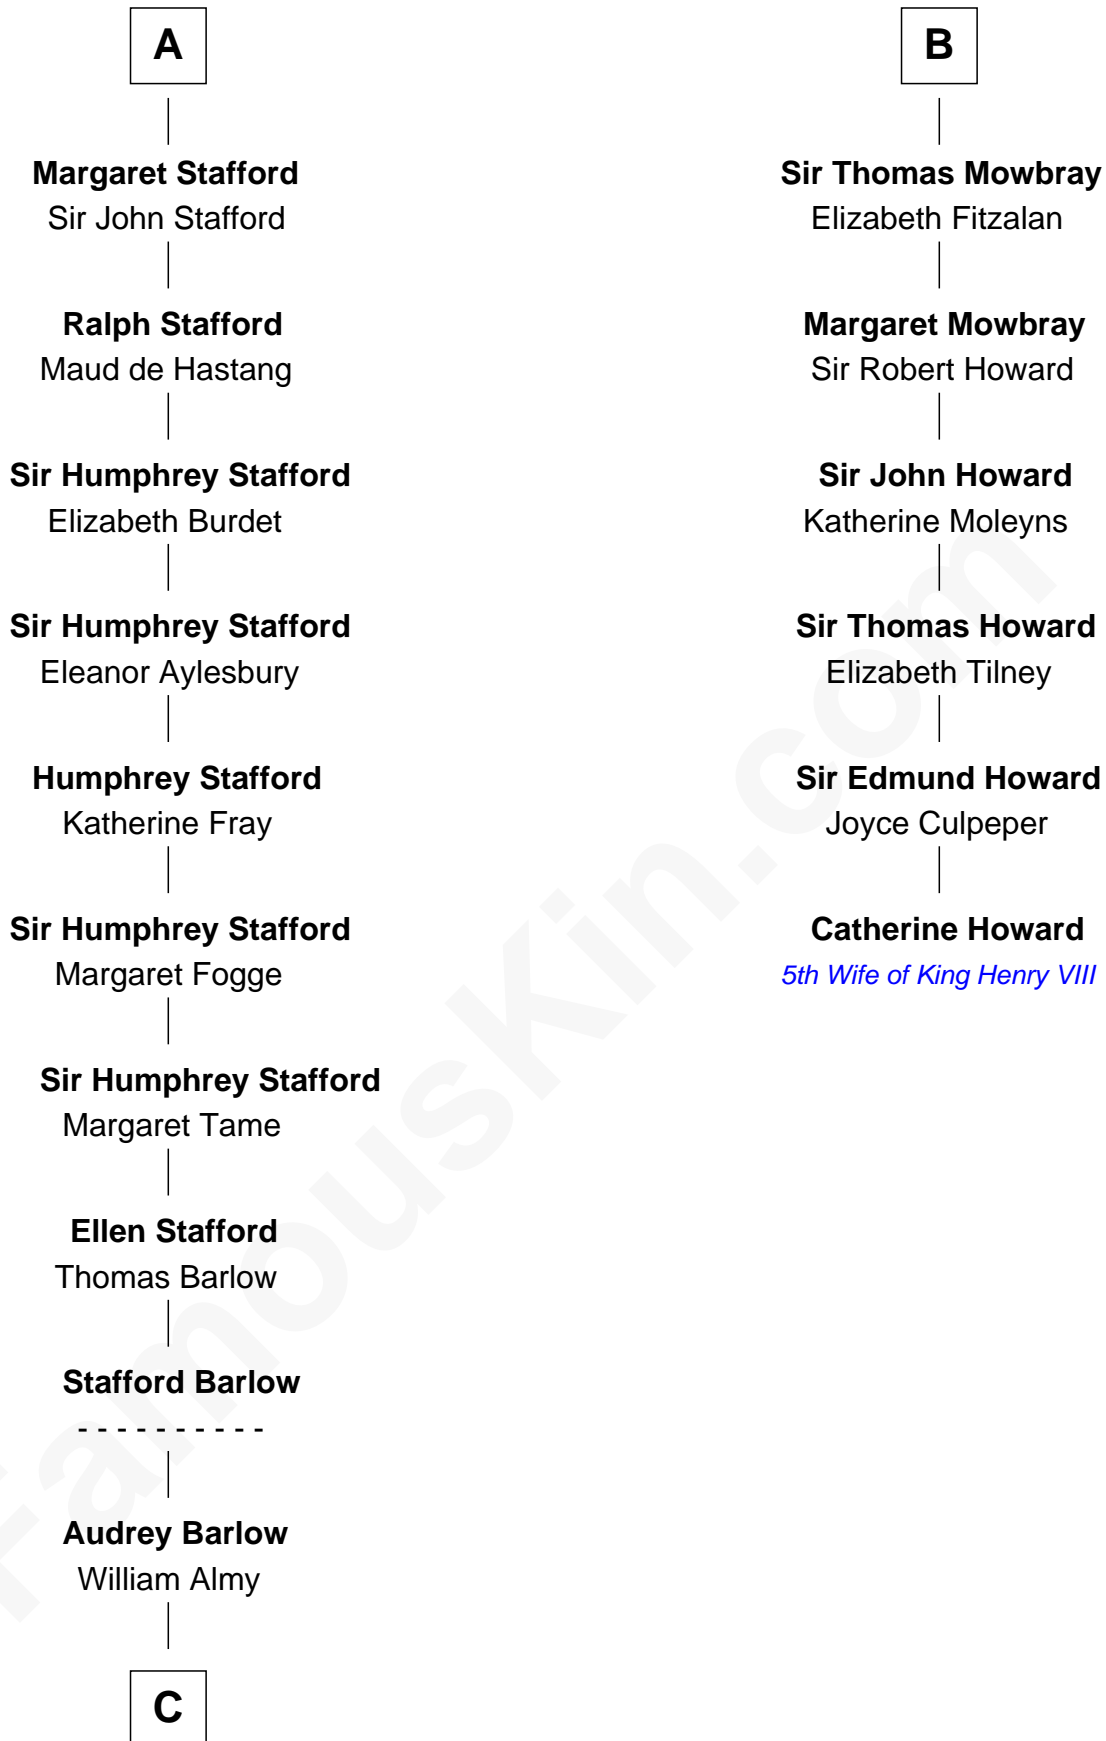 A
Margaret Stafford
Sir John Stafford
Ralph Stafford
Maud de Hastang
Sir Humphrey Stafford
Elizabeth Burdet
Sir Humphrey Stafford
Eleanor Aylesbury
Humphrey Stafford
Katherine Fray
Sir Humphrey Stafford
Margaret Fogge
Sir Humphrey Stafford
Margaret Tame
Ellen Stafford
Thomas Barlow
Stafford Barlow
- - - - - - - - - -
Audrey Barlow
William Almy
C
B
Sir Thomas Mowbray
Elizabeth Fitzalan
Margaret Mowbray
Sir Robert Howard
Sir John Howard
Katherine Moleyns
Sir Thomas Howard
Elizabeth Tilney
Sir Edmund Howard
Joyce Culpeper
Catherine Howard
5th Wife of King Henry VIII
FamousKin.com